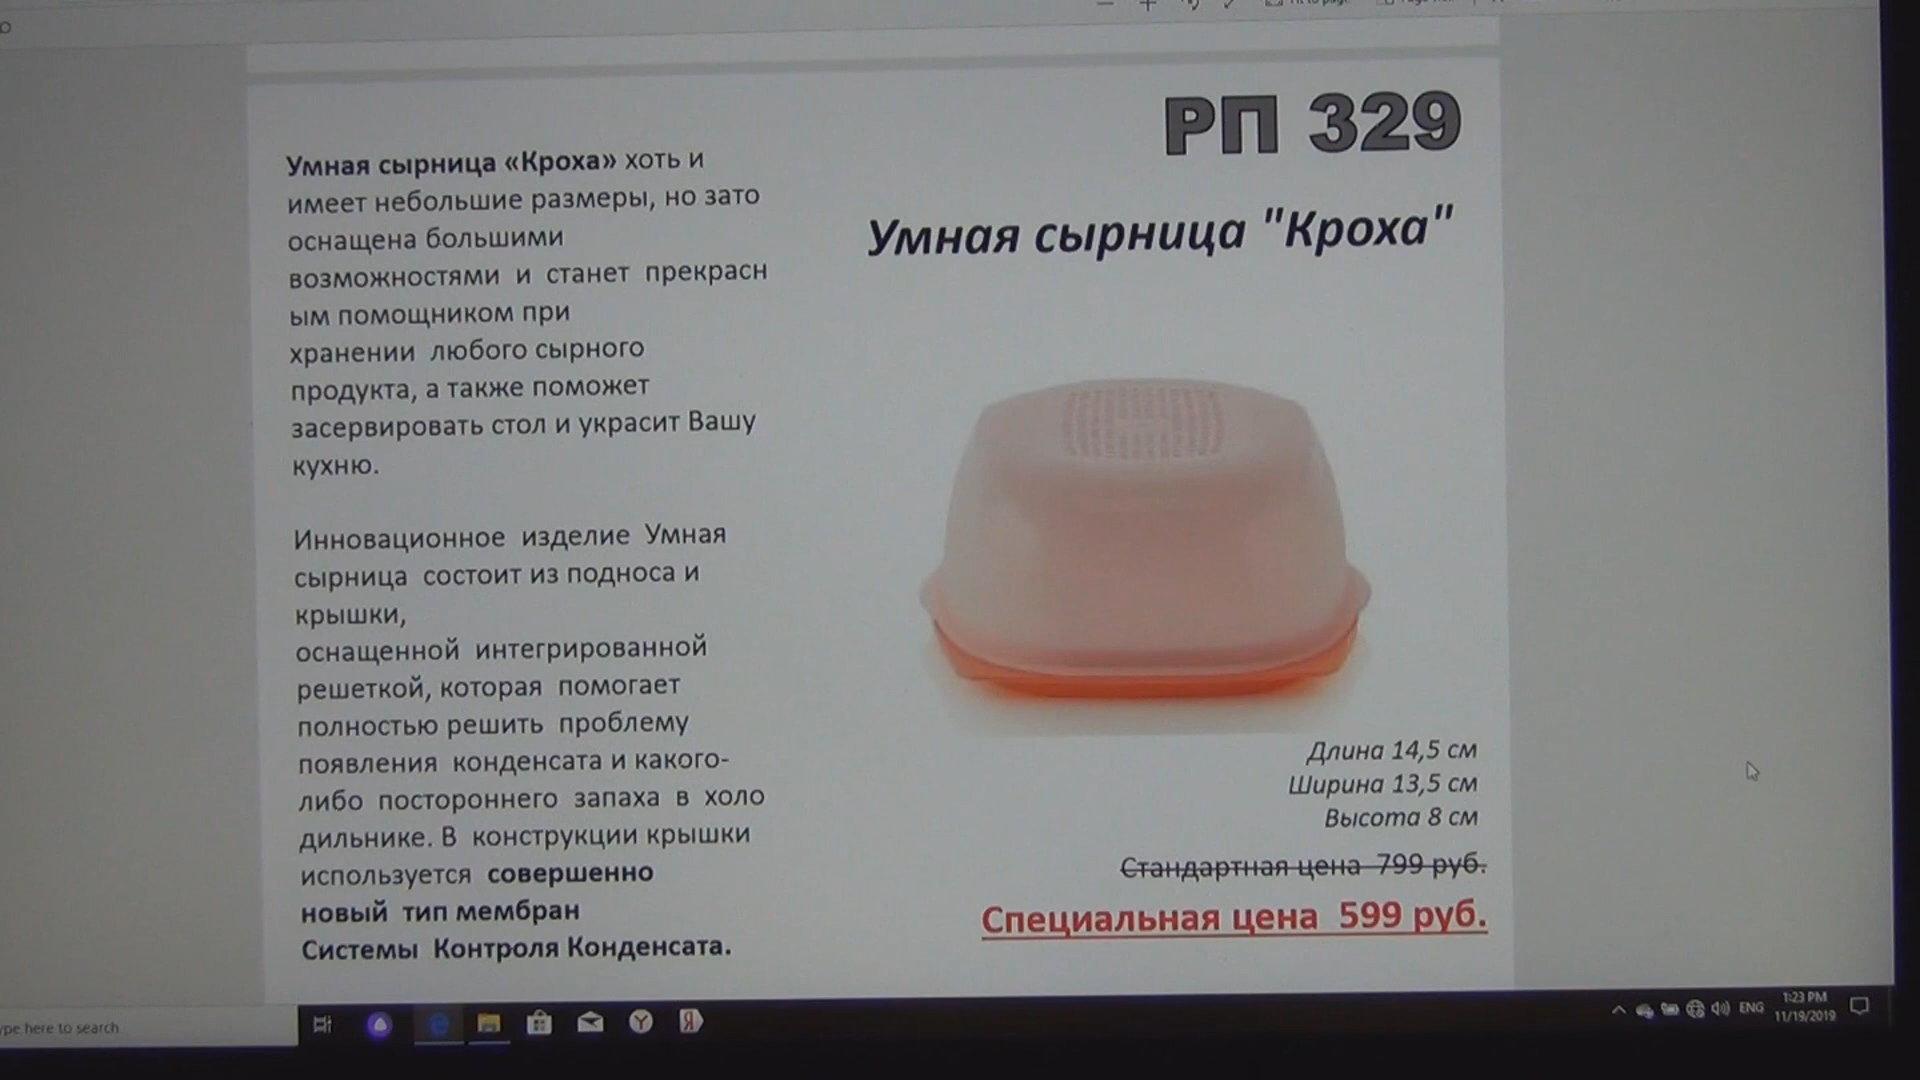 РП 329
Умная сырница «Кроха» хоть и
имеет небольшие размеры, но зато
оснащена большими
возможностями и станет прекрасн
ым помощником при
хранении любого сырного
продукта, а также поможет
засервировать стол и украсит Вашу
кухню.
Инновационное изделие Умная
сырница состоит из подноса и
крышки,
оснащенной интегрированной
решеткой, которая помогает
полностью решить проблему
появления конденсата и какого-
либо постороннего запаха в холо
дильнике. В конструкции крышки
используется совершенно
новый тип мембран
Системы Контроля Конденсата.
Умная сырница "Кроха"
Длина 14,5 см
Ширина 13,5 см
Высота 8 см
Стандартная цена 799 руб.
Специальная цена 599 руб.
ype here to search
ENG
1:23 PM
11/19/2019